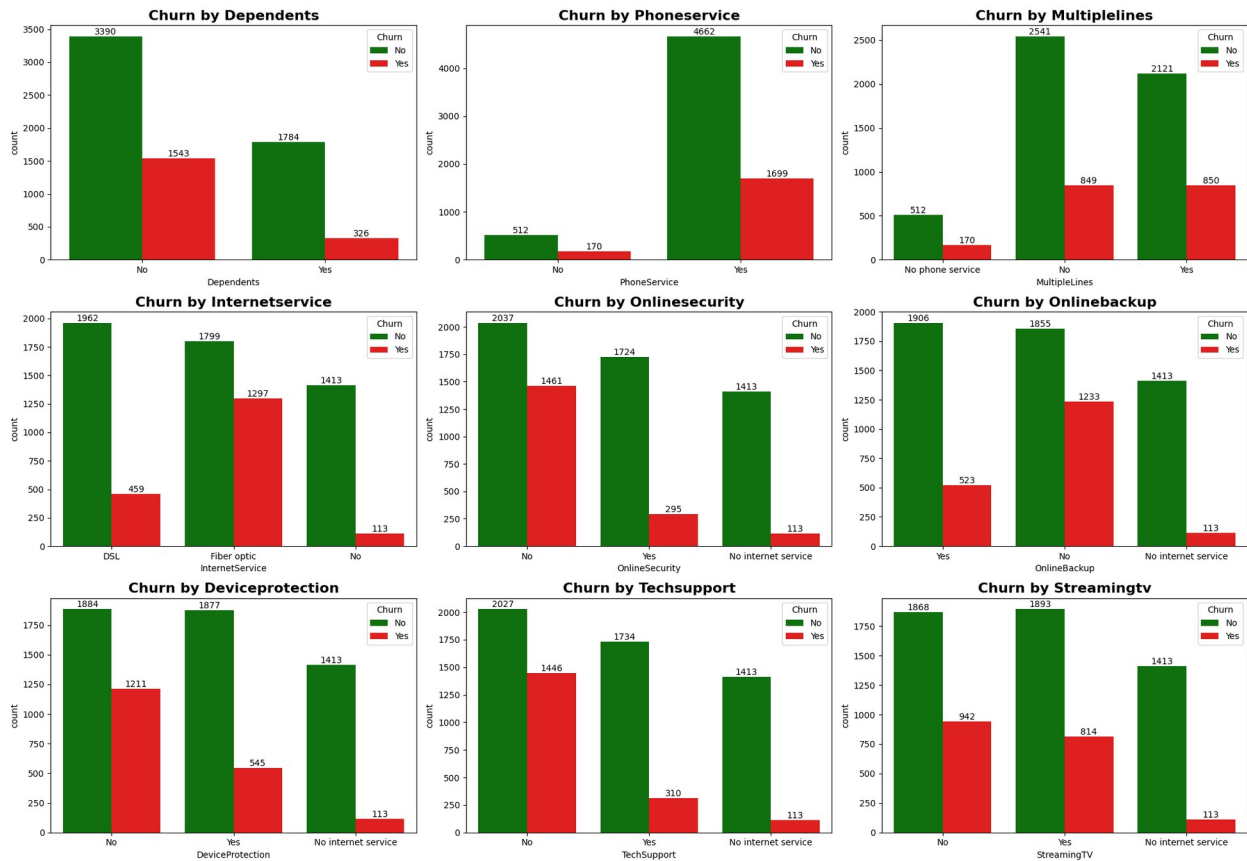 Churn by Dependents
3500
3000
2500
2000
1500
1000
500
0
count
3390
1543
1784
326
Churn
No
Yes
No
Yes
Dependents
Churn by Phoneservice
4000
3000
2000
1000
0
count
512
170
4662
1699
Churn
No
Yes
No
Yes
PhoneService
Churn by Multiplelines
2500
2000
1500
1000
500
0
count
512
170
2541
849
2121
850
Churn
No
Yes
No phone service
No
Yes
MultipleLines
Churn by Internetservice
2000
1750
1500
1250
1000
750
500
250
0
count
1962
459
1799
1297
1413
113
Churn
No
Yes
DSL
Fiber optic
No
InternetService
Churn by Onlinesecurity
2000
1750
1500
1250
1000
750
500
250
0
count
2037
1461
1724
295
1413
113
Churn
No
Yes
No
Yes
No internet service
OnlineSecurity
Churn by Onlinebackup
2000
1750
1500
1250
1000
750
500
250
0
count
1906
523
1855
1233
1413
113
Churn
No
Yes
Yes
No
No internet service
OnlineBackup
Churn by Deviceprotection
1750
1500
1250
1000
750
500
250
0
count
1884
1211
1877
545
1413
113
Churn
No
Yes
No
Yes
No internet service
DeviceProtection
Churn by Techsupport
2000
1750
1500
1250
1000
750
500
250
0
count
2027
1446
1734
310
1413
113
Churn
No
Yes
No
Yes
No internet service
TechSupport
Churn by Streamingtv
1750
1500
1250
1000
750
500
250
0
count
1868
942
1893
814
1413
113
Churn
No
Yes
No
Yes
No internet service
StreamingTV